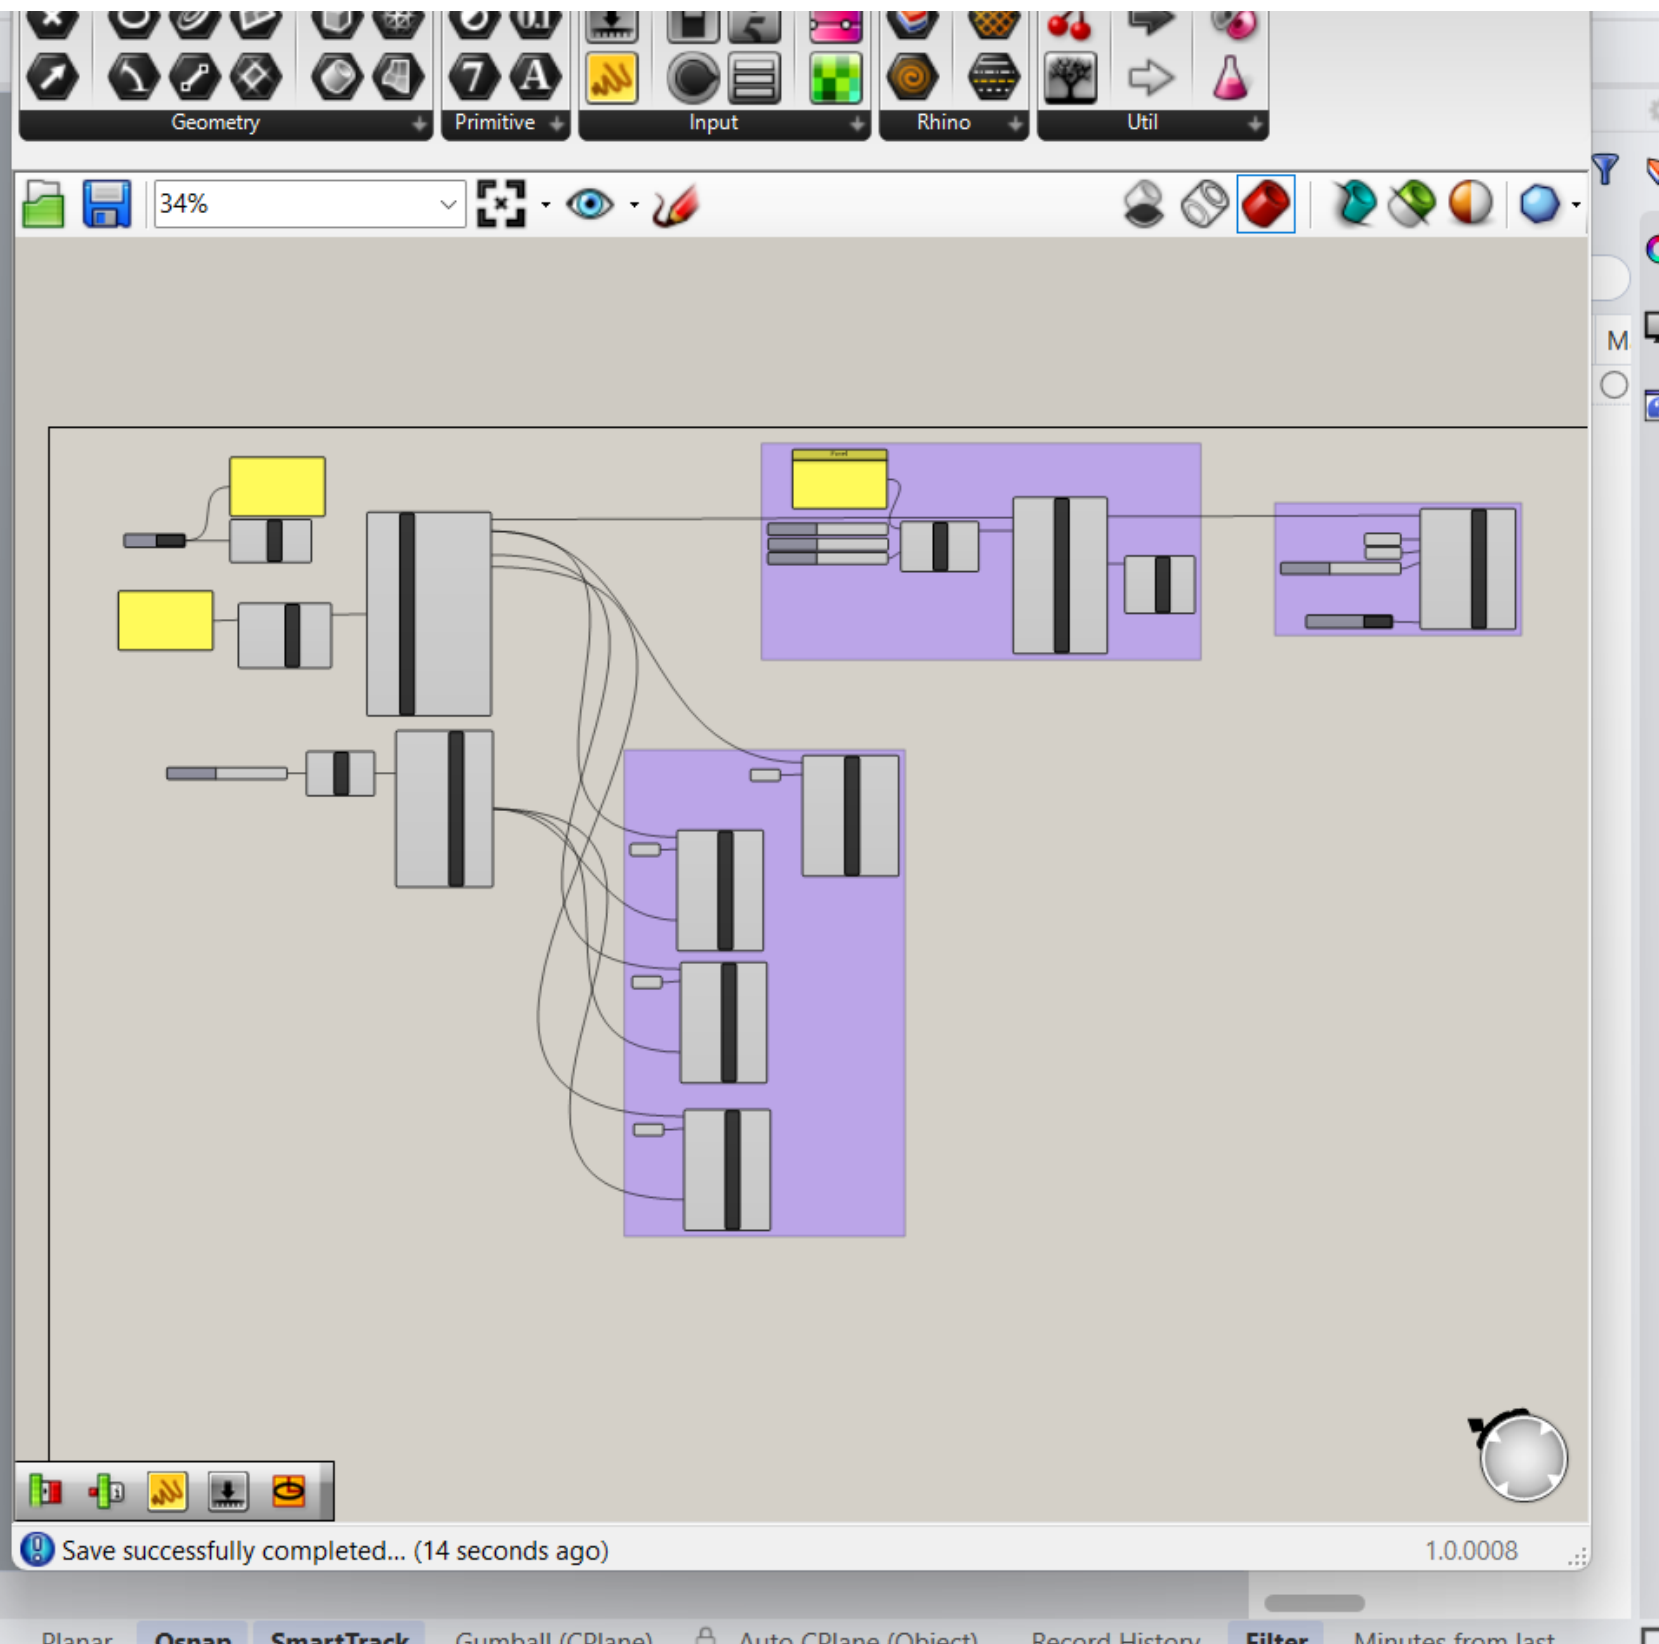 Geometry
Primitive
Input
Rhino
Util
34%
M
Panel
Save successfully completed... (14 seconds ago)
1.0.0008
Planar
Osnap
SmartTrack
Gumball (CPlane)
Auto CPlane (Object)
Record History
Filter
Minutes from last